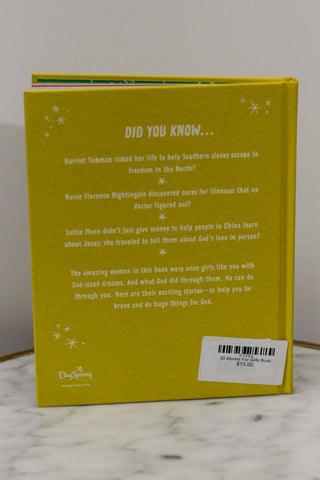 DID YOU KNOW...
Harriet Tubman risked her life to help Southern slaves escape to
freedom in the North?
Nurse Florence Nightingale discovered cures for illnesses that no
doctor figured out?
Lottie Moon didn't just give money to help people in China learn
about Jesus; she traveled to tell them about God's love in person?
The amazing women in this book were once girls like you with
God-sized dreams. And what God did through them, He can do
through you. Here are their exciting stories—to help you be
brave and do huge things for God.
DaySpring
30 Stories For Girls Book
$15.00